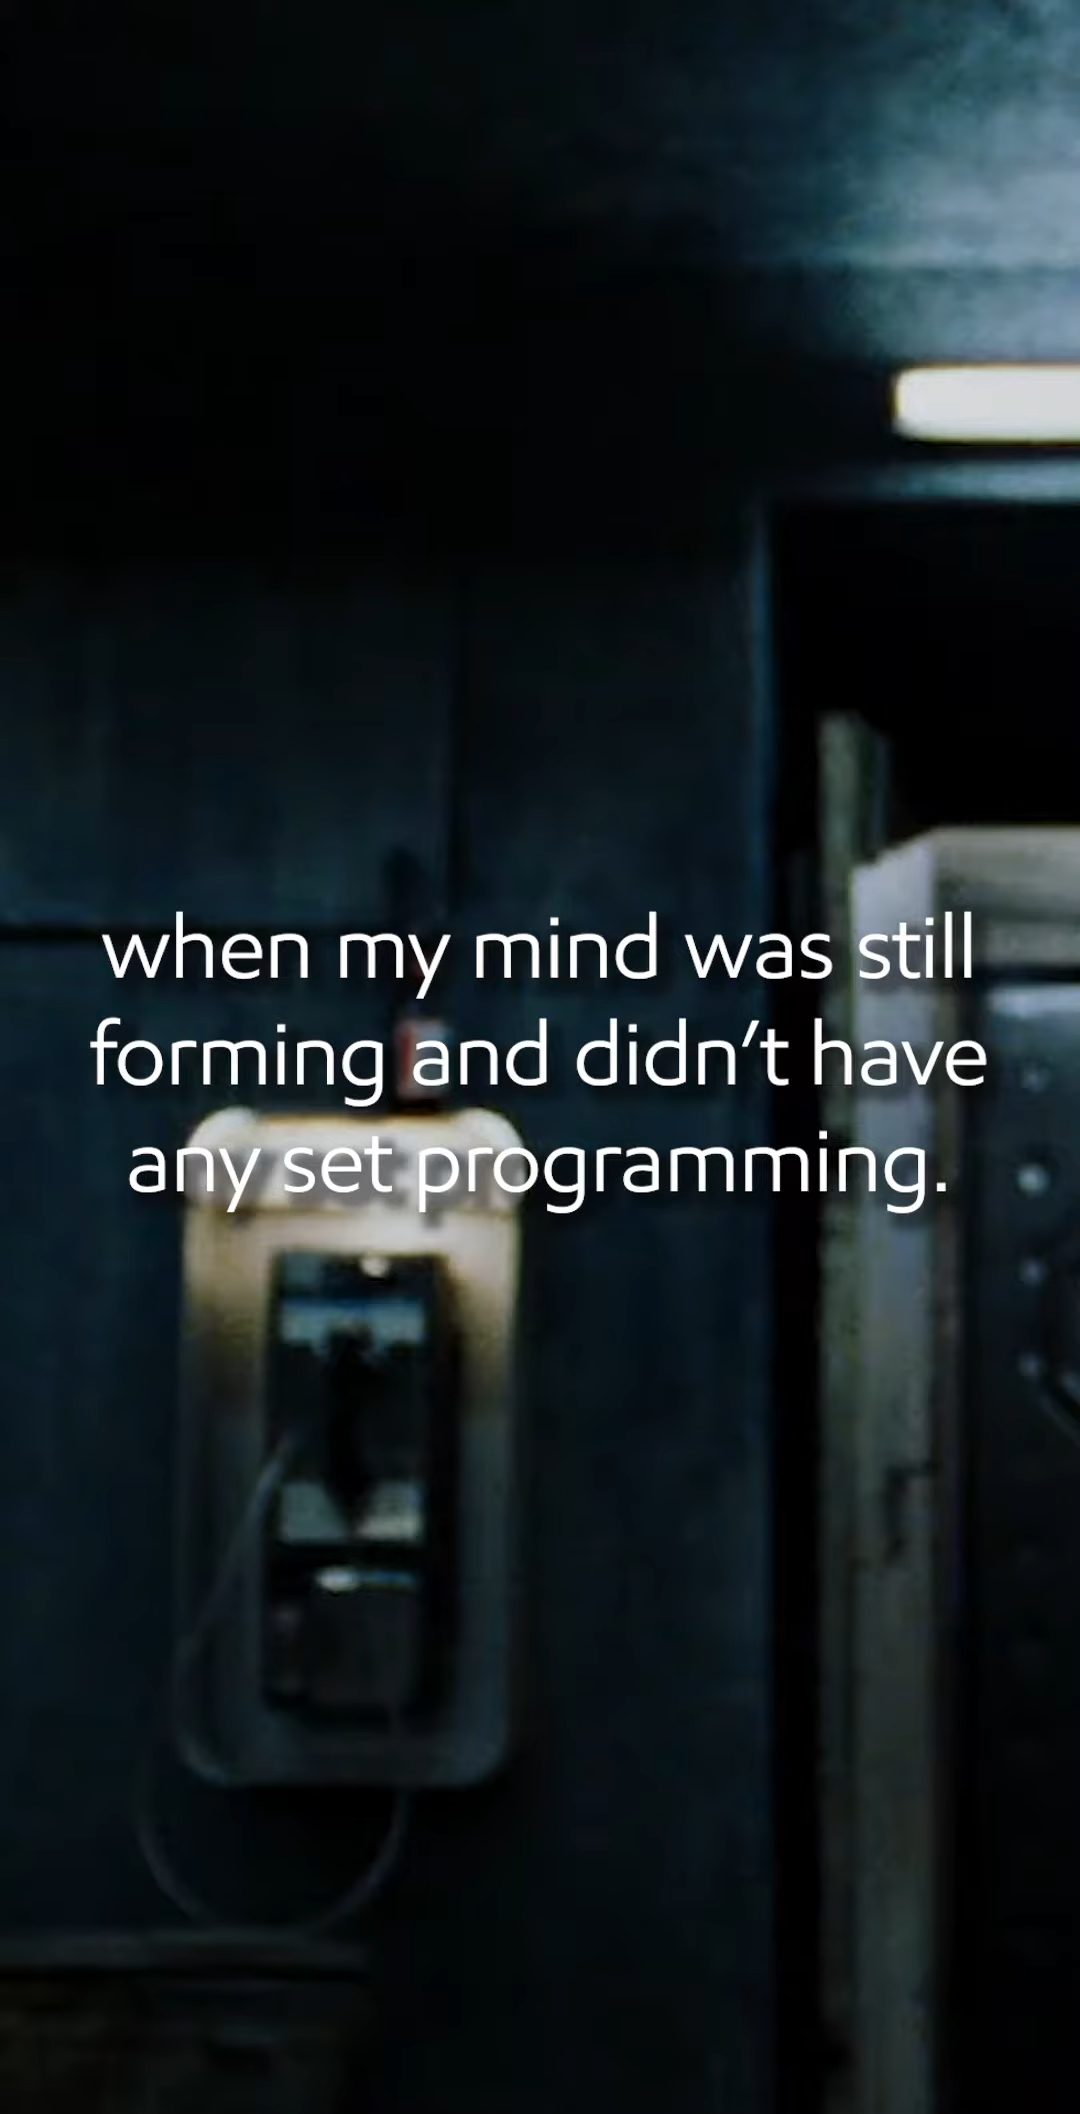 when my mind was still
forming and didn’t have
any set programming.